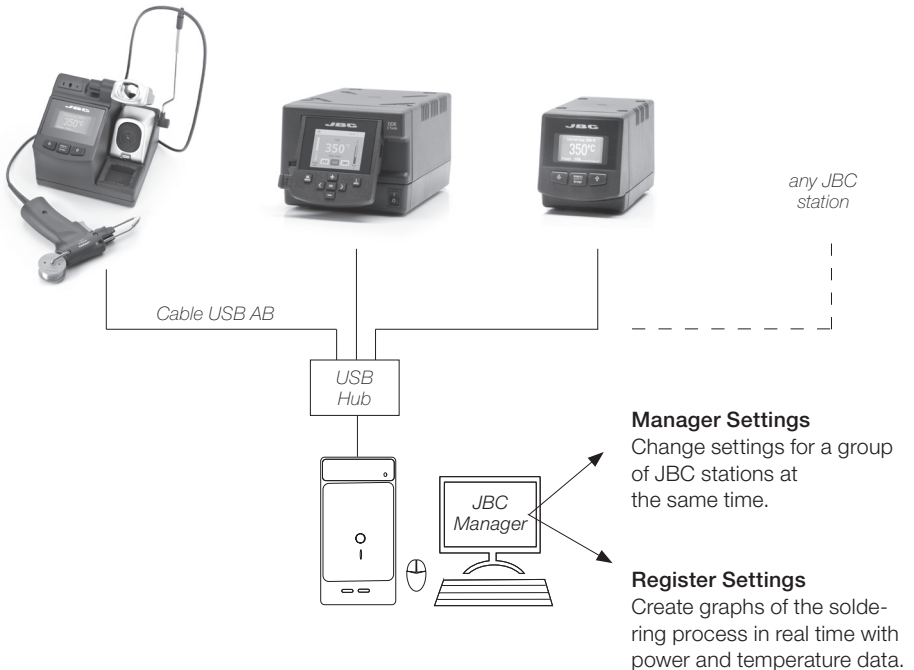 JBC
350°C
JBC
350°C
JBC
350°C
any JBC
station
Cable USB AB
USB
Hub
JBC
Manager
Manager Settings
Change settings for a group
of JBC stations at
the same time.
Register Settings
Create graphs of the solde-
ring process in real time with
power and temperature data.